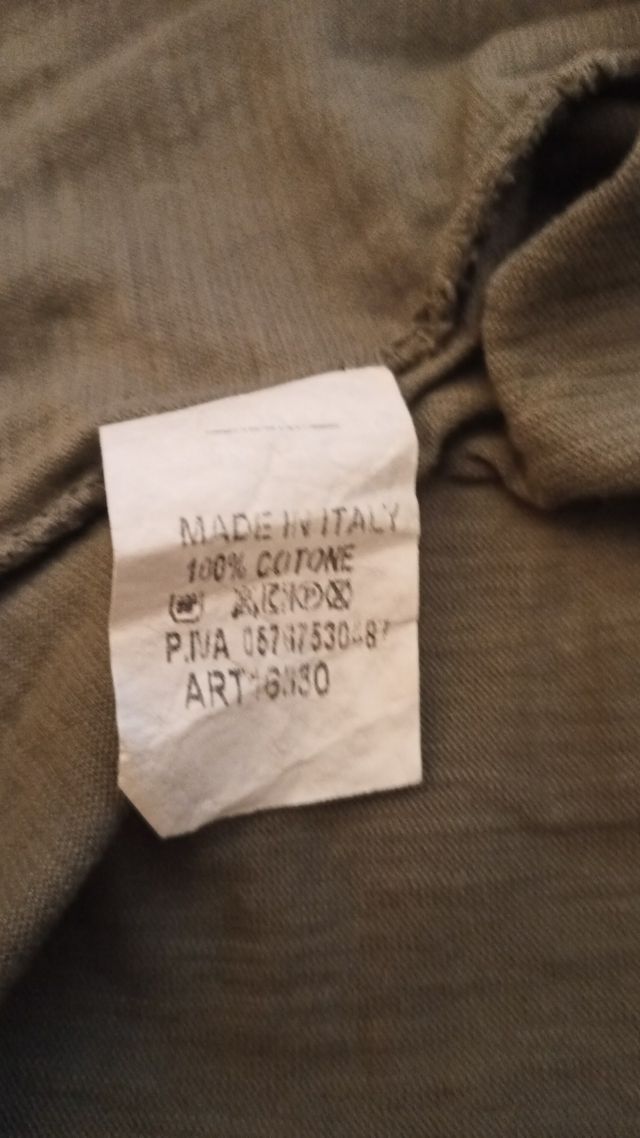 MADE IN ITALY
100% COTONE
P.IVA
ART